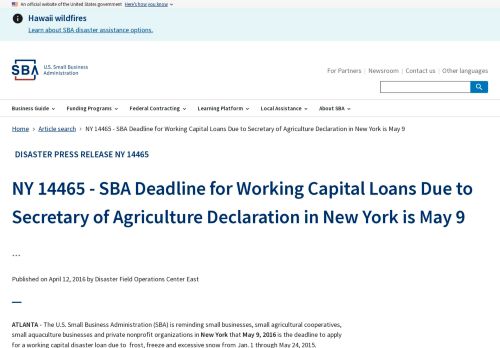 An official website of the United States government Here's how you know
Hawaii wildfires
Learn about SBA disaster assistance options.
SBA U.S. Small Business
Administration
For Partners Newsroom Contact us Other languages
Business Guide Funding Programs Federal Contracting Learning Platform Local Assistance About SBA
Home > Article search > NY 14465 - SBA Deadline for Working Capital Loans Due to Secretary of Agriculture Declaration in New York is May 9
DISASTER PRESS RELEASE NY 14465
NY 14465 - SBA Deadline for Working Capital Loans Due to
Secretary of Agriculture Declaration in New York is May 9
...
Published on April 12, 2016 by Disaster Field Operations Center East
ATLANTA - The U.S. Small Business Administration (SBA) is reminding small businesses, small agricultural cooperatives,
small aquaculture businesses and private nonprofit organizations in New York that May 9, 2016 is the deadline to apply
for a working capital disaster loan due to frost, freeze and excessive snow from Jan. 1 through May 24, 2015.